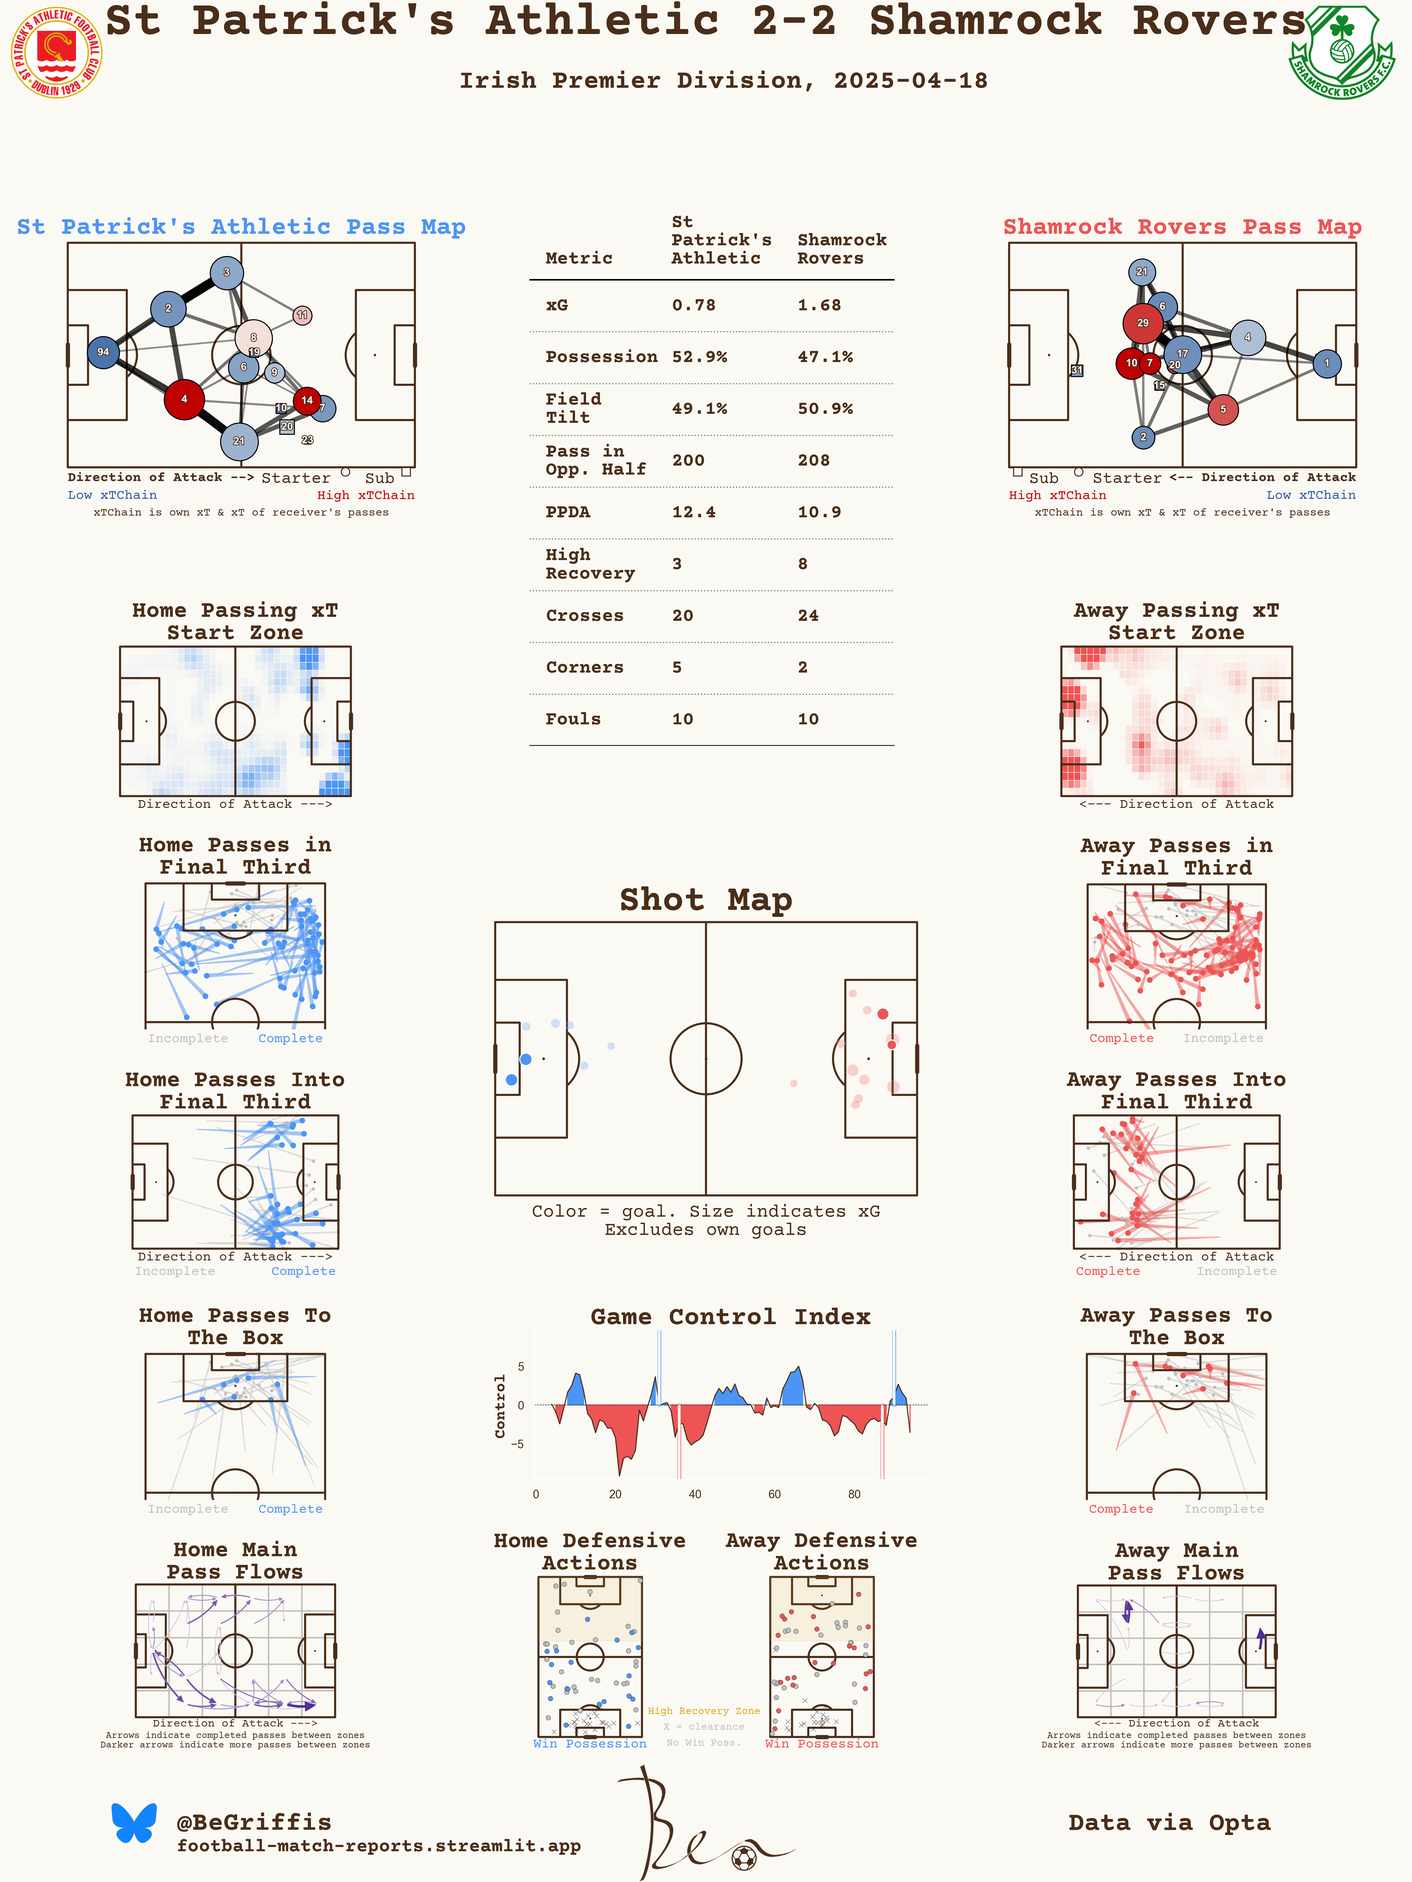 St Patrick's Athletic 2-2 Shamrock Rovers
Irish Premier Division, 2025-04-18
ST PATRICK'S ATHLETIC FOOTBALL CLUB
DUBLIN 1929
SHAMROCK ROVERS F.C.
St Patrick's Athletic Pass Map
3
2
11
8
94
19
6
9
4
14
10
7
20
21
23
Direction of Attack --> Starter Sub
Low xTChain High xTChain
xTChain is own xT & xT of receiver's passes
Metric St Patrick's Athletic Shamrock Rovers
xG 0.78 1.68
Possession 52.9% 47.1%
Field Tilt 49.1% 50.9%
Pass in Opp. Half 200 208
PPDA 12.4 10.9
High Recovery 3 8
Crosses 20 24
Corners 5 2
Fouls 10 10
Shamrock Rovers Pass Map
21
6
29
4
17
10
7
20
1
31
15
5
2
Sub Starter <-- Direction of Attack
High xTChain Low xTChain
xTChain is own xT & xT of receiver's passes
Home Passing xT
Start Zone
Direction of Attack --->
Away Passing xT
Start Zone
<--- Direction of Attack
Home Passes in
Final Third
Incomplete Complete
Away Passes in
Final Third
Complete Incomplete
Shot Map
Color = goal. Size indicates xG
Excludes own goals
Home Passes Into
Final Third
Direction of Attack --->
Incomplete Complete
Away Passes Into
Final Third
<--- Direction of Attack
Complete Incomplete
Home Passes To
The Box
Incomplete Complete
Game Control Index
Control
5
0
−5
0 20 40 60 80
Away Passes To
The Box
Complete Incomplete
Home Main
Pass Flows
Direction of Attack --->
Arrows indicate completed passes between zones
Darker arrows indicate more passes between zones
Home Defensive
Actions
Win Possession
Away Defensive
Actions
Win Possession
High Recovery Zone
X = clearance
No Win Poss.
Away Main
Pass Flows
<--- Direction of Attack
Arrows indicate completed passes between zones
Darker arrows indicate more passes between zones
@BeGriffis
football-match-reports.streamlit.app
Ben
Data via Opta